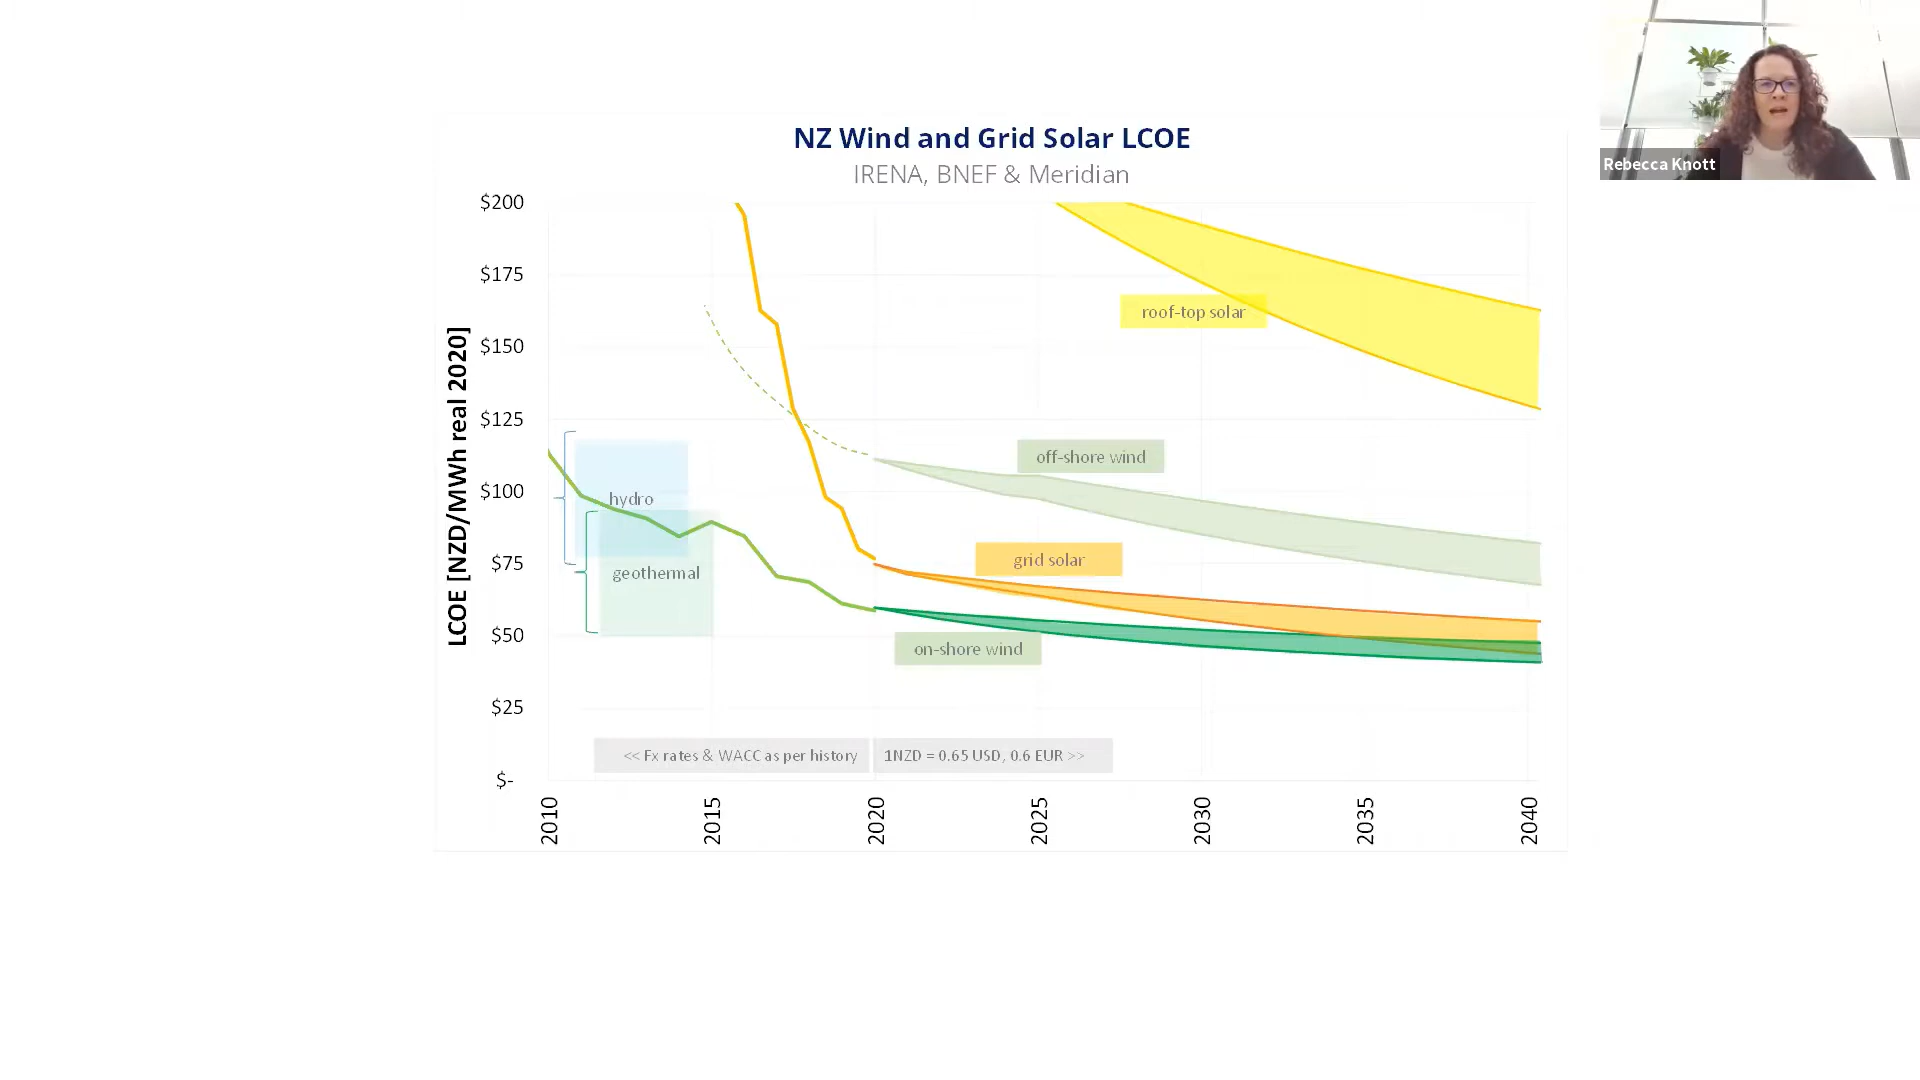 NZ Wind and Grid Solar LCOE
IRENA, BNEF & Meridian
Rebecca Knott
LCOE [NZD/MWh real 2020]
$200
$175
$150
$125
$100
$75
$50
$25
$-
roof-top solar
off-shore wind
hydro
grid solar
geothermal
on-shore wind
<< Fx rates & WACC as per history
1NZD = 0.65 USD, 0.6 EUR >>
2010
2015
2020
2025
2030
2035
2040